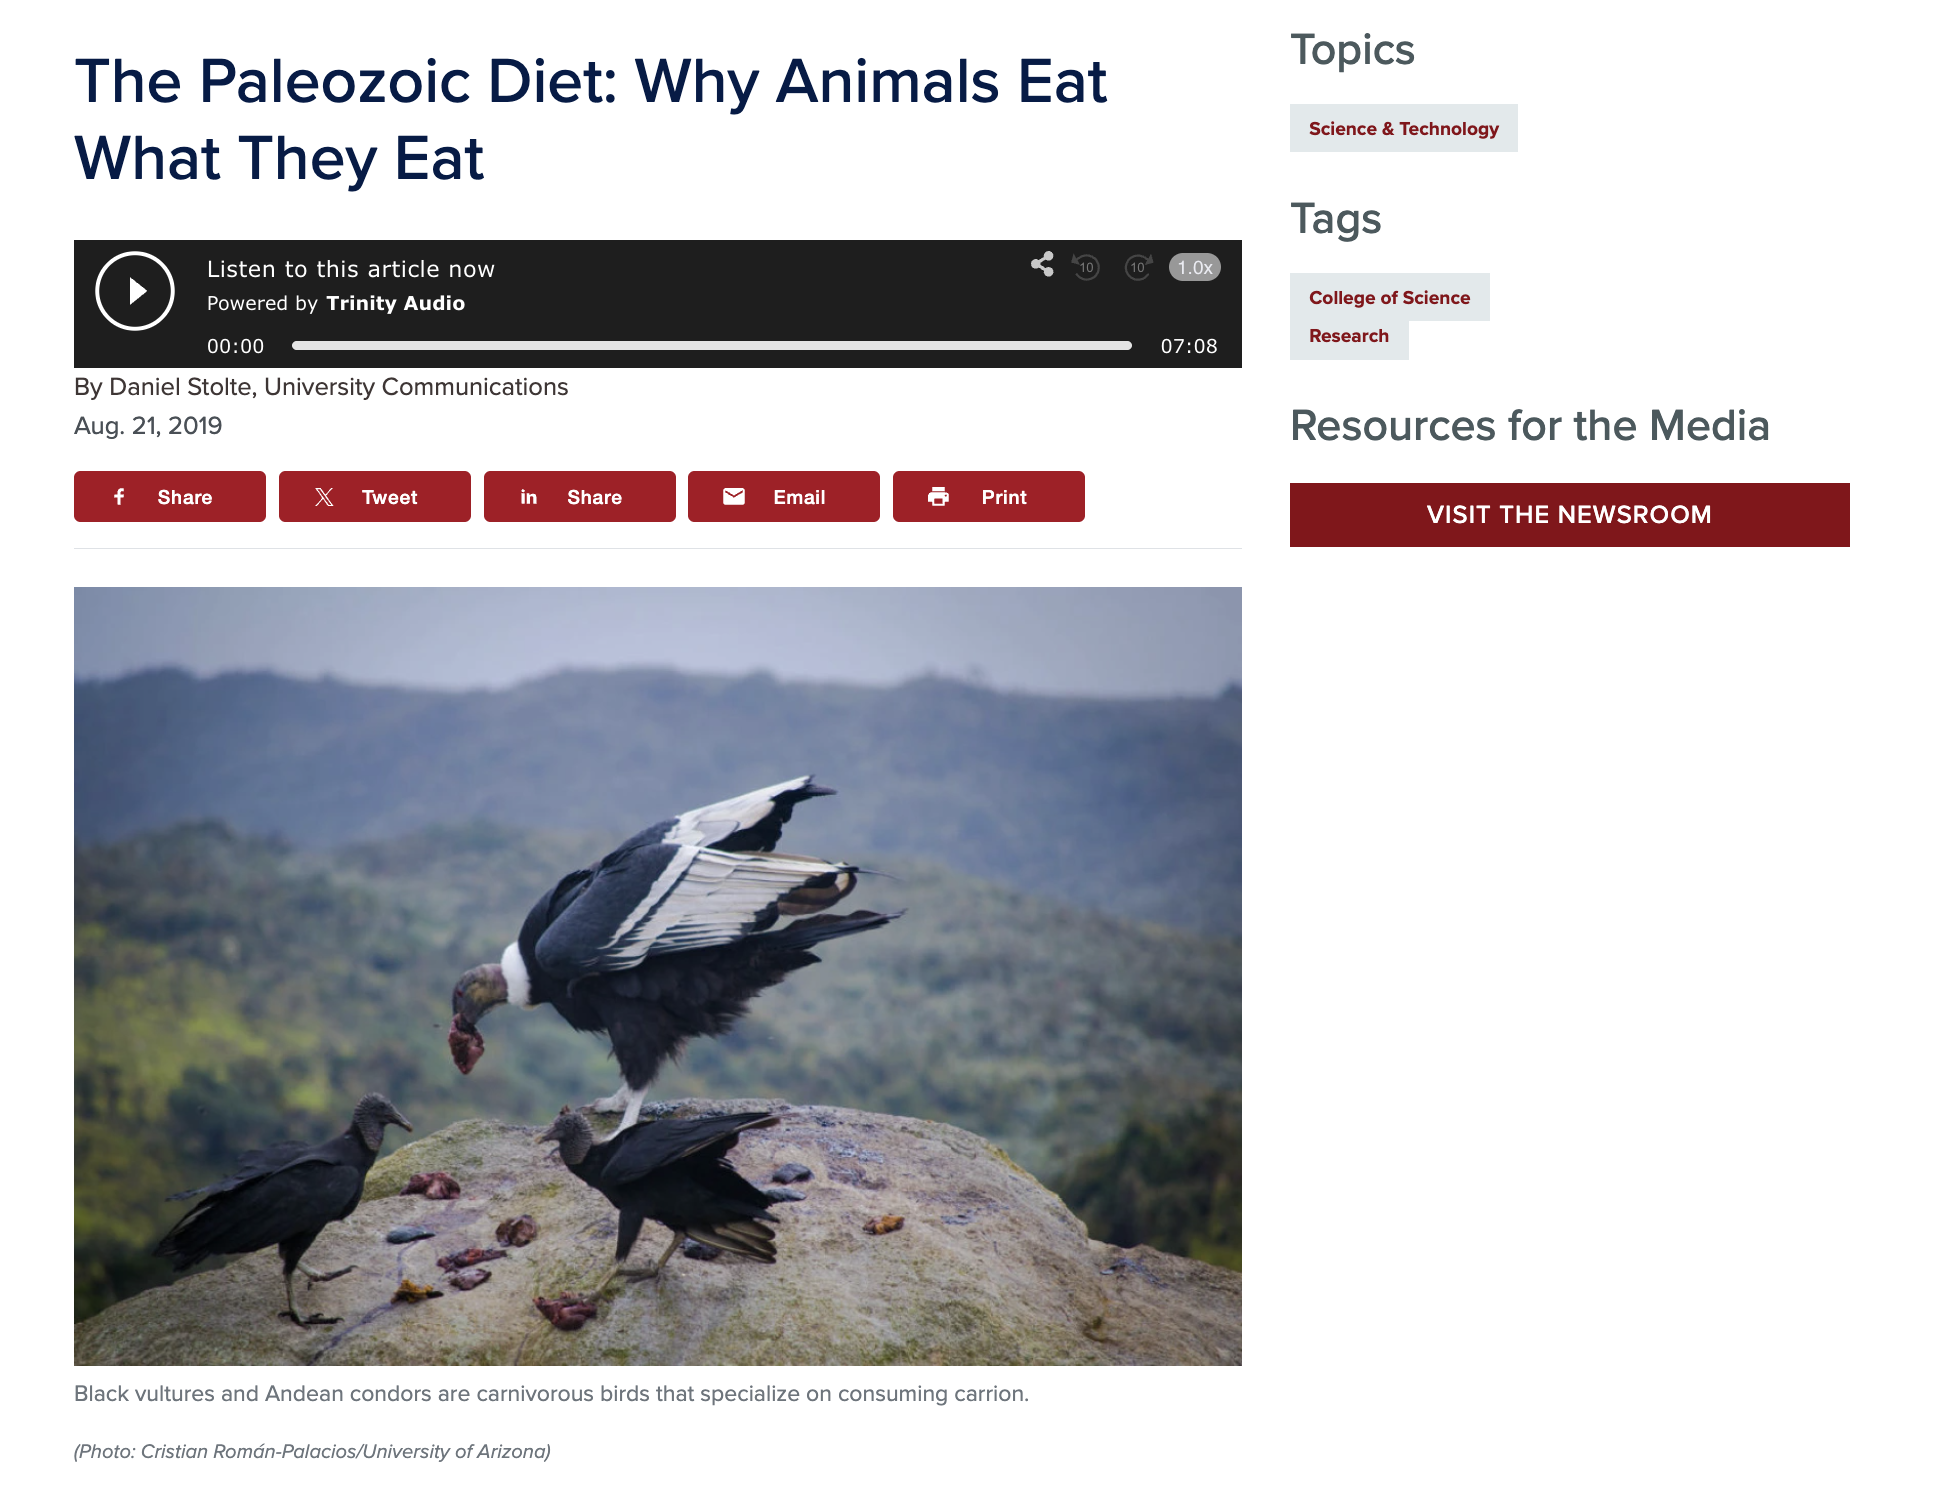 The Paleozoic Diet: Why Animals Eat
What They Eat
Listen to this article now
Powered by Trinity Audio
10
10
1.0x
00:00
07:08
By Daniel Stolte, University Communications
Aug. 21, 2019
Share
Tweet
Share
Email
Print
Black vultures and Andean condors are carnivorous birds that specialize on consuming carrion.
(Photo: Cristian Román-Palacios/University of Arizona)
Topics
Science & Technology
Tags
College of Science
Research
Resources for the Media
VISIT THE NEWSROOM